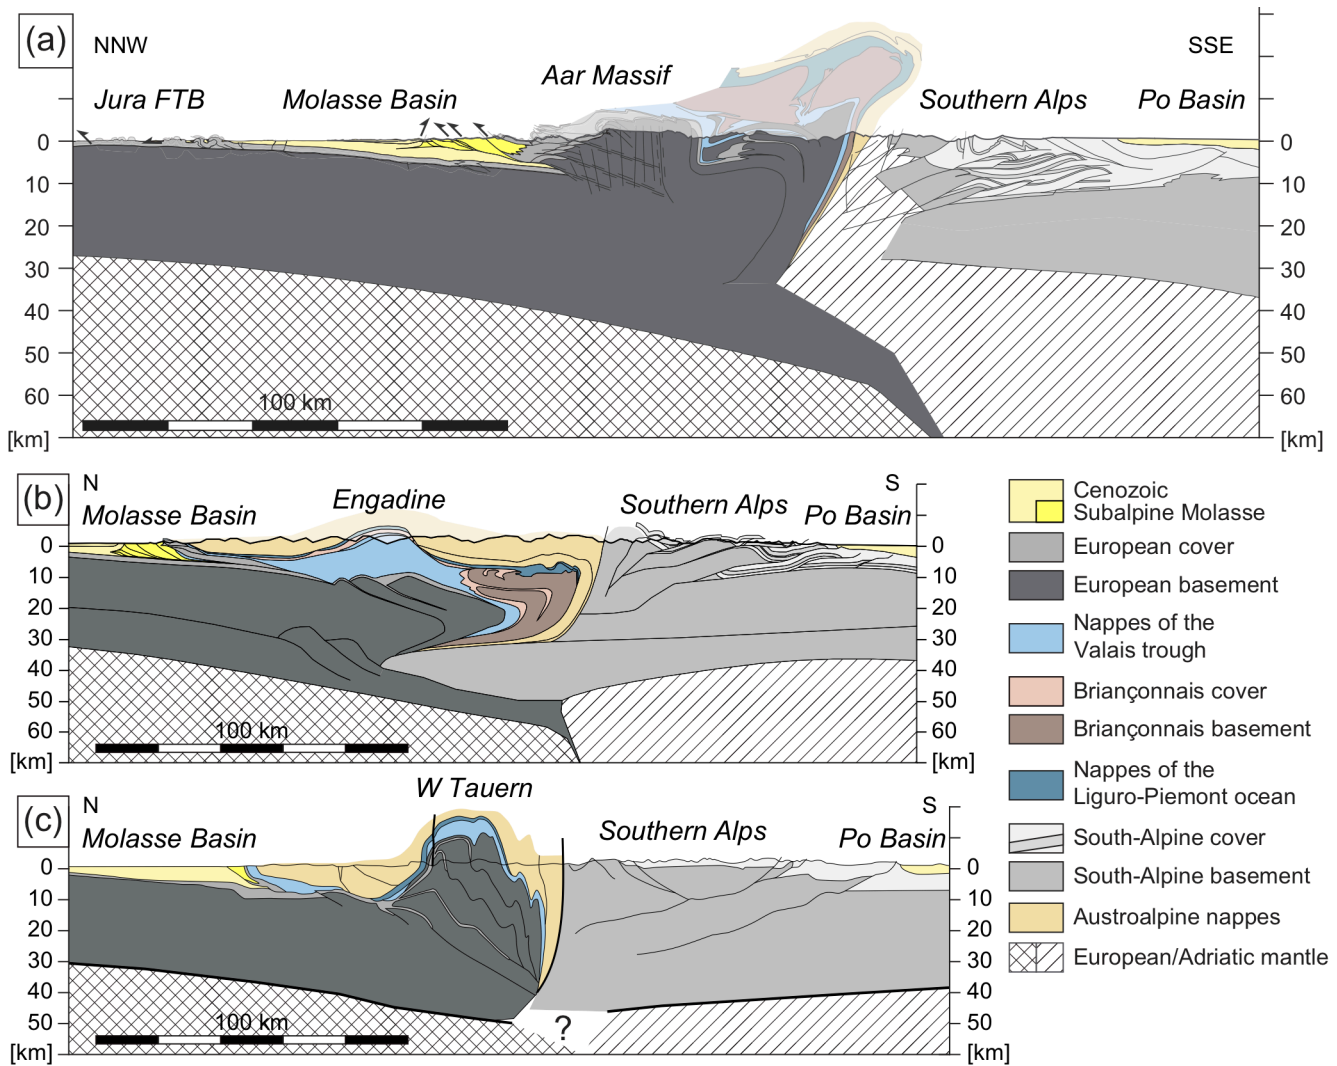 (a)
NNW
SSE
Aar Massif
Jura FTB
Molasse Basin
Southern Alps
Po Basin
0
10
20
30
40
50
60
[km]
100 km
0
10
20
30
40
50
60
[km]
(b)
N
S
Engadine
Molasse Basin
Southern Alps
Po Basin
0
10
20
30
40
50
60
[km]
100 km
0
10
20
30
40
50
60
[km]
(c)
N
S
W Tauern
Molasse Basin
Southern Alps
Po Basin
0
10
20
30
40
50
[km]
100 km
?
0
10
20
30
40
50
[km]
Cenozoic
Subalpine Molasse
European cover
European basement
Nappes of the
Valais trough
Briançonnais cover
Briançonnais basement
Nappes of the
Liguro-Piemont ocean
South-Alpine cover
South-Alpine basement
Austroalpine nappes
European/Adriatic mantle